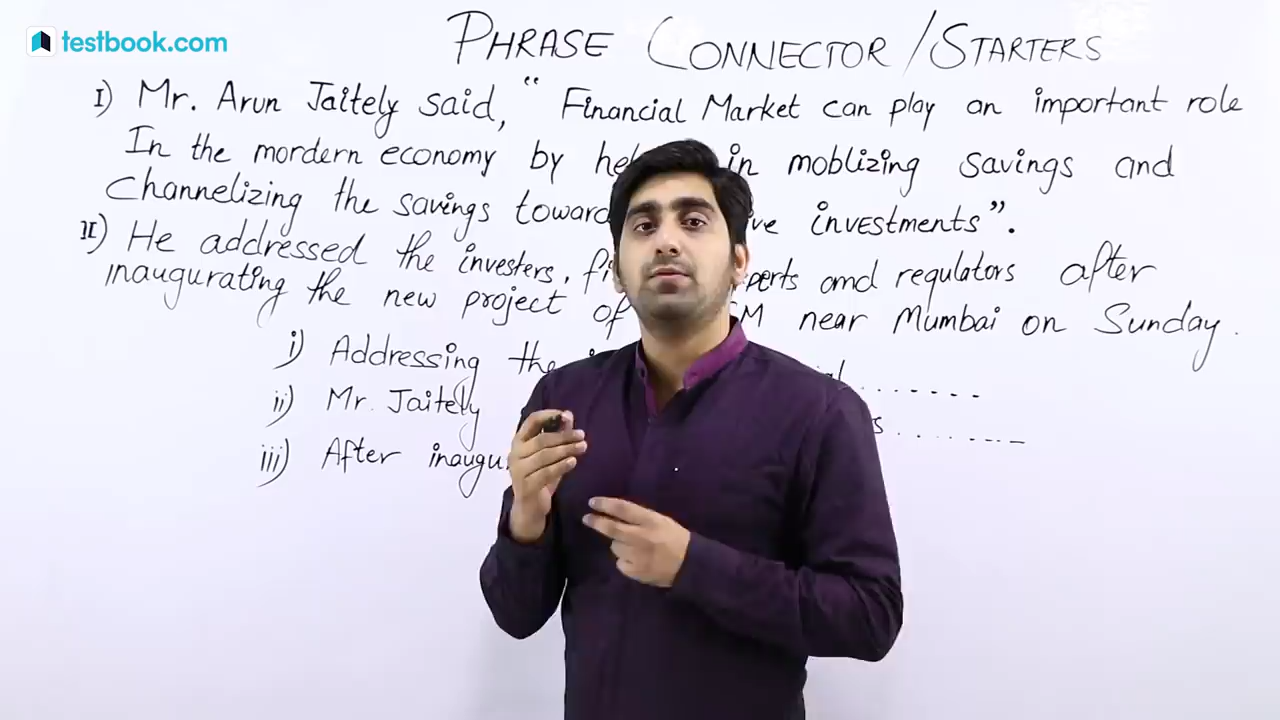 testbook.com
PHRASE CONNECTOR/STARTERS
I) Mr. Arun Jaitely said, “ Financial Market can play an important role
In the mordern economy by in moblizing savings and
Channelizing the savings investments”.
II) He addressed the investers, and regulators after
inaugurating the new project of near Mumbai on Sunday.
i) Addressing the .......
ii) Mr. Jaitely ........
iii) After